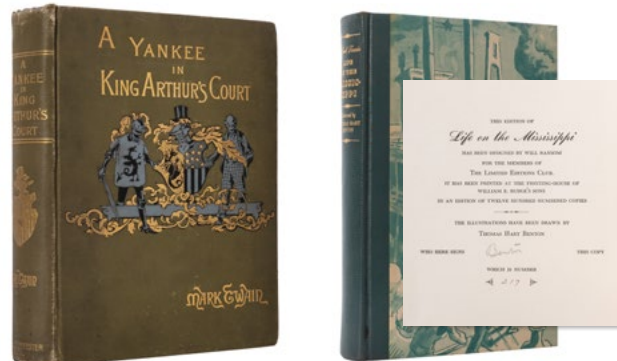 A YANKEE
IN
KING ARTHUR'S COURT
MARK TWAIN
A
YANKEE
IN
KING
ARTHUR'S
COURT
THIS EDITION OF
Life on the Mississippi
HAS BEEN DESIGNED BY WILL RANSOM
FOR THE MEMBERS OF
THE LIMITED EDITIONS CLUB.
IT HAS BEEN PRINTED AT THE PRINTING-HOUSE OF
WILLIAM E. RUDGE'S SONS
IN AN EDITION OF TWELVE HUNDRED NUMBERED COPIES
THE ILLUSTRATIONS HAVE BEEN DRAWN BY
THOMAS HART BENTON
WHO HERE SIGNS Benton THIS COPY
WHICH IS NUMBER